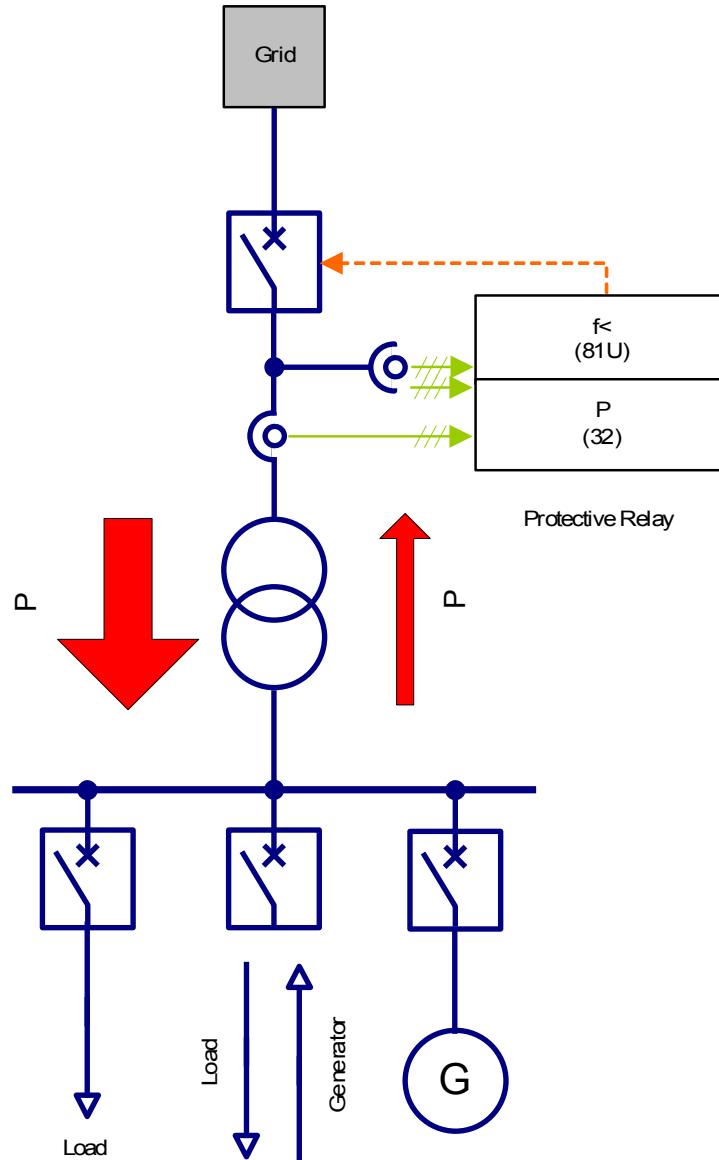 Grid
f<
(81U)
P
(32)
Protective Relay
P
P
Load
Generator
G
Load